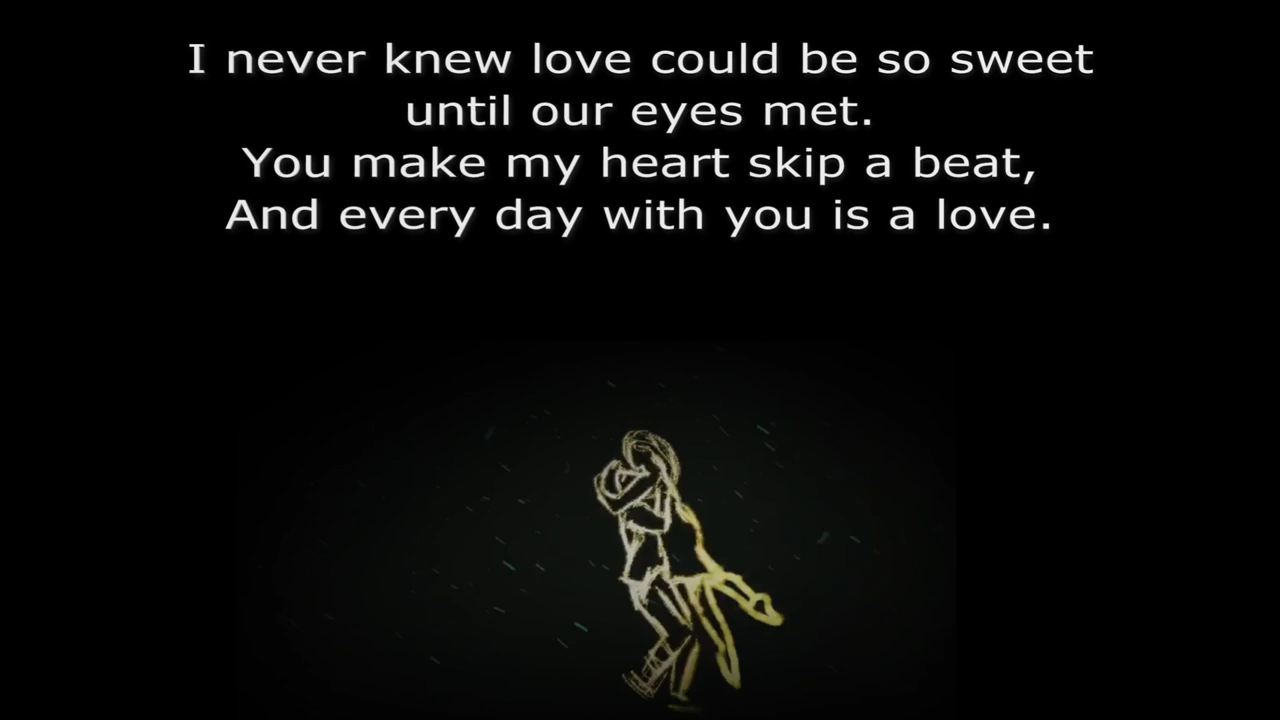 I never knew love could be so sweet
until our eyes met.
You make my heart skip a beat,
And every day with you is a love.